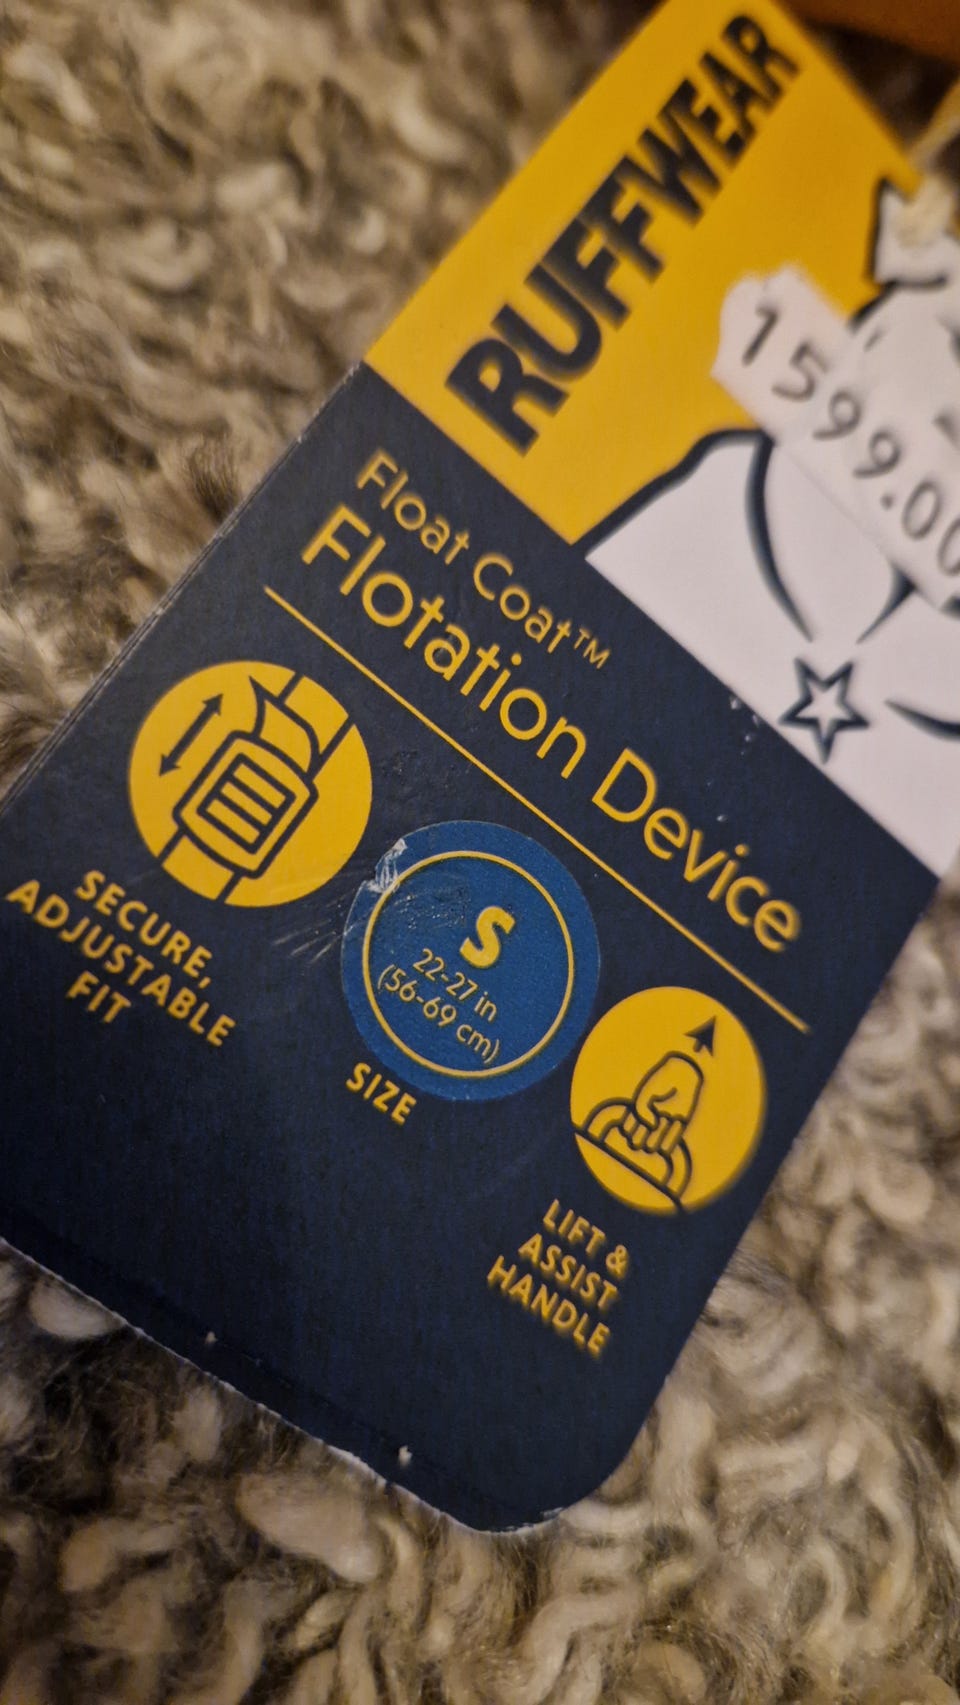 RUFFWEAR
1599.00
Float Coat™
Flotation Device
SECURE,
ADJUSTABLE
FIT
S
22-27 in
(56-69 cm)
SIZE
LIFT &
ASSIST
HANDLE